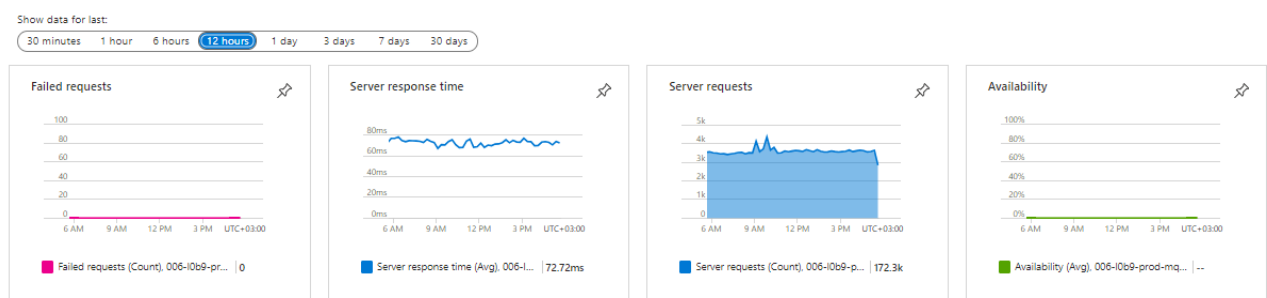 Show data for last:
30 minutes 1 hour 6 hours 12 hours 1 day 3 days 7 days 30 days
Failed requests
100
80
60
40
20
0
6 AM 9 AM 12 PM 3 PM UTC+03:00
Failed requests (Count), 006-l0b9-pr... 0
Server response time
80ms
60ms
40ms
20ms
0ms
6 AM 9 AM 12 PM 3 PM UTC+03:00
Server response time (Avg), 006-l... 72.72ms
Server requests
5k
4k
3k
2k
1k
0
6 AM 9 AM 12 PM 3 PM UTC+03:00
Server requests (Count), 006-l0b9-p... 172.3k
Availability
100%
80%
60%
40%
20%
0%
6 AM 9 AM 12 PM 3 PM UTC+03:00
Availability (Avg), 006-l0b9-prod-mq... --